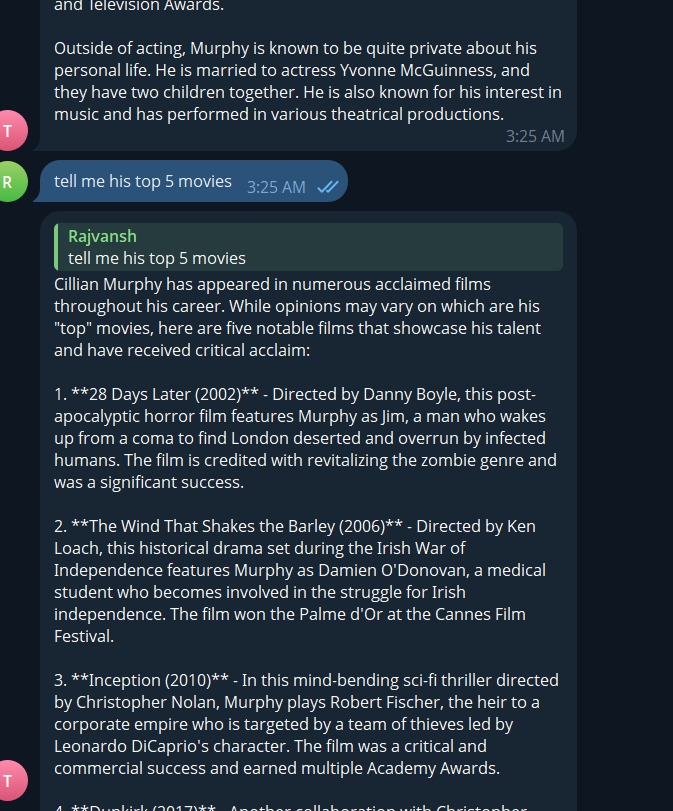 and Television Awards.
Outside of acting, Murphy is known to be quite private about his
personal life. He is married to actress Yvonne McGuinness, and
they have two children together. He is also known for his interest in
music and has performed in various theatrical productions.
3:25 AM
T
R
tell me his top 5 movies 3:25 AM
Rajvansh
tell me his top 5 movies
Cillian Murphy has appeared in numerous acclaimed films
throughout his career. While opinions may vary on which are his
"top" movies, here are five notable films that showcase his talent
and have received critical acclaim:
1. **28 Days Later (2002)** - Directed by Danny Boyle, this post-
apocalyptic horror film features Murphy as Jim, a man who wakes
up from a coma to find London deserted and overrun by infected
humans. The film is credited with revitalizing the zombie genre and
was a significant success.
2. **The Wind That Shakes the Barley (2006)** - Directed by Ken
Loach, this historical drama set during the Irish War of
Independence features Murphy as Damien O'Donovan, a medical
student who becomes involved in the struggle for Irish
independence. The film won the Palme d'Or at the Cannes Film
Festival.
3. **Inception (2010)** - In this mind-bending sci-fi thriller directed
by Christopher Nolan, Murphy plays Robert Fischer, the heir to a
corporate empire who is targeted by a team of thieves led by
Leonardo DiCaprio's character. The film was a critical and
commercial success and earned multiple Academy Awards.
T
4. **Dunkirk (2017)** - Another collaboration with Christopher